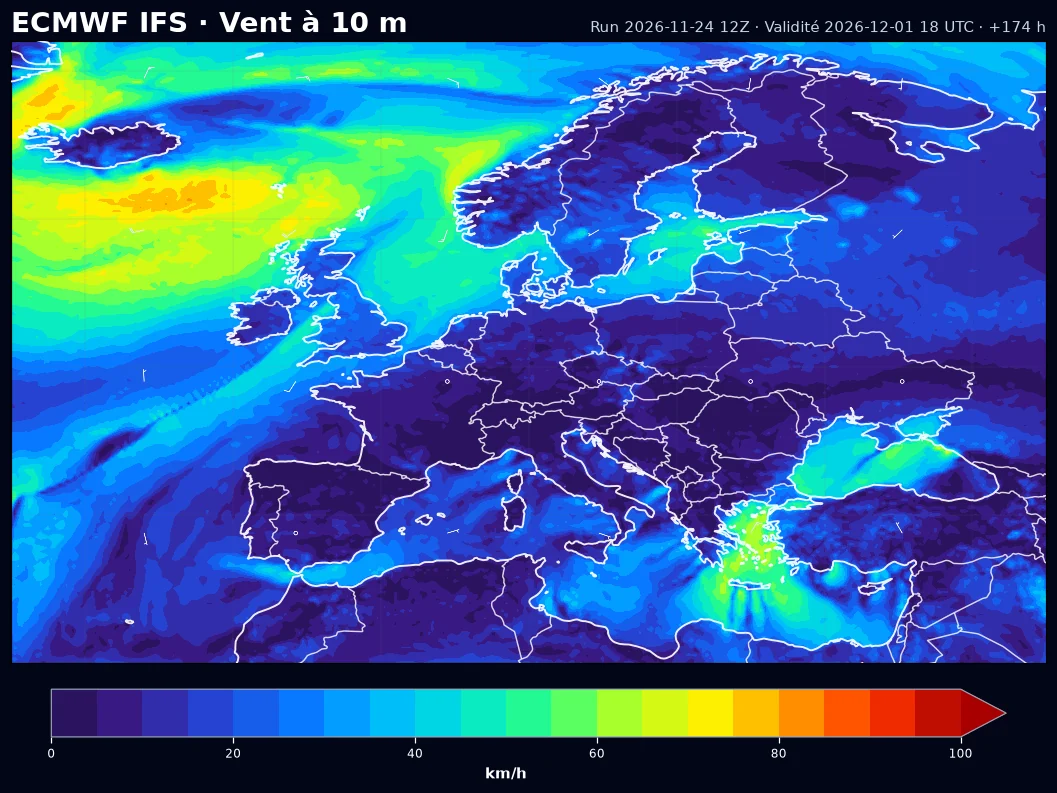 ECMWF IFS · Vent à 10 m
Run 2026-11-24 12Z · Validité 2026-12-01 18 UTC · +174 h
0 20 40 60 80 100
km/h